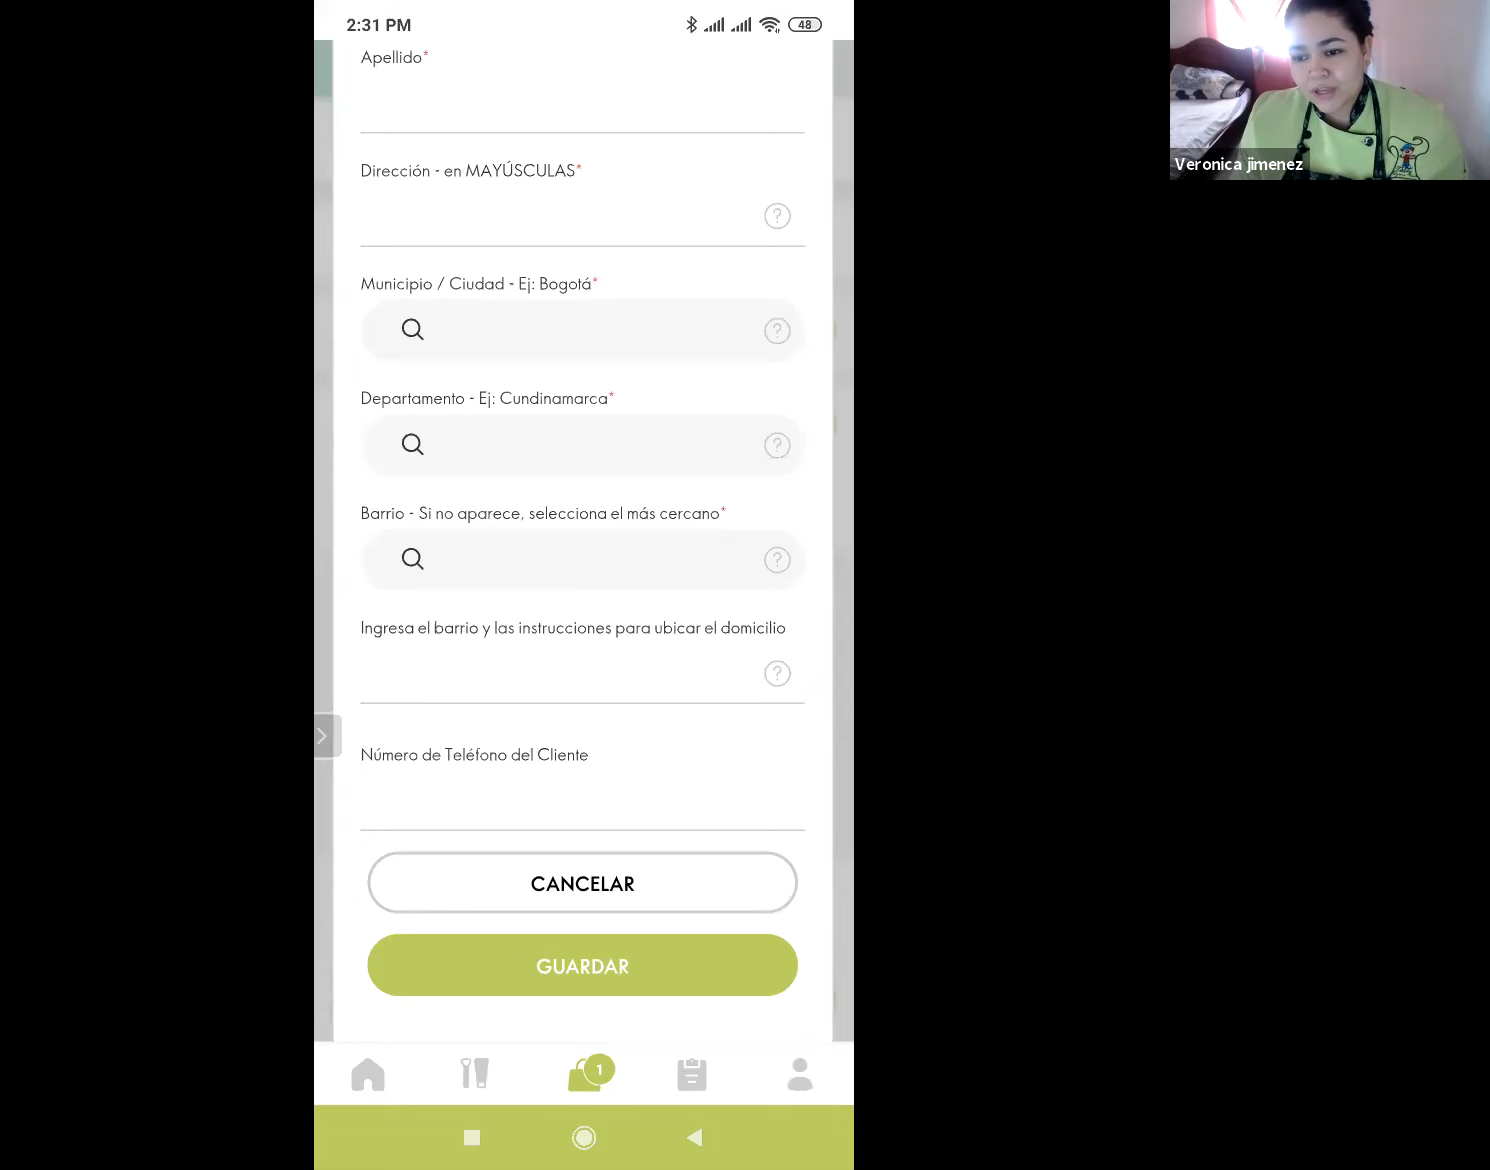 2:31 PM
48
Apellido*
Dirección - en MAYÚSCULAS*
?
Municipio / Ciudad - Ej: Bogotá*
?
Departamento - Ej: Cundinamarca*
?
Barrio - Si no aparece, selecciona el más cercano*
?
Ingresa el barrio y las instrucciones para ubicar el domicilio
?
Número de Teléfono del Cliente
CANCELAR
GUARDAR
1
Veronica jimenez